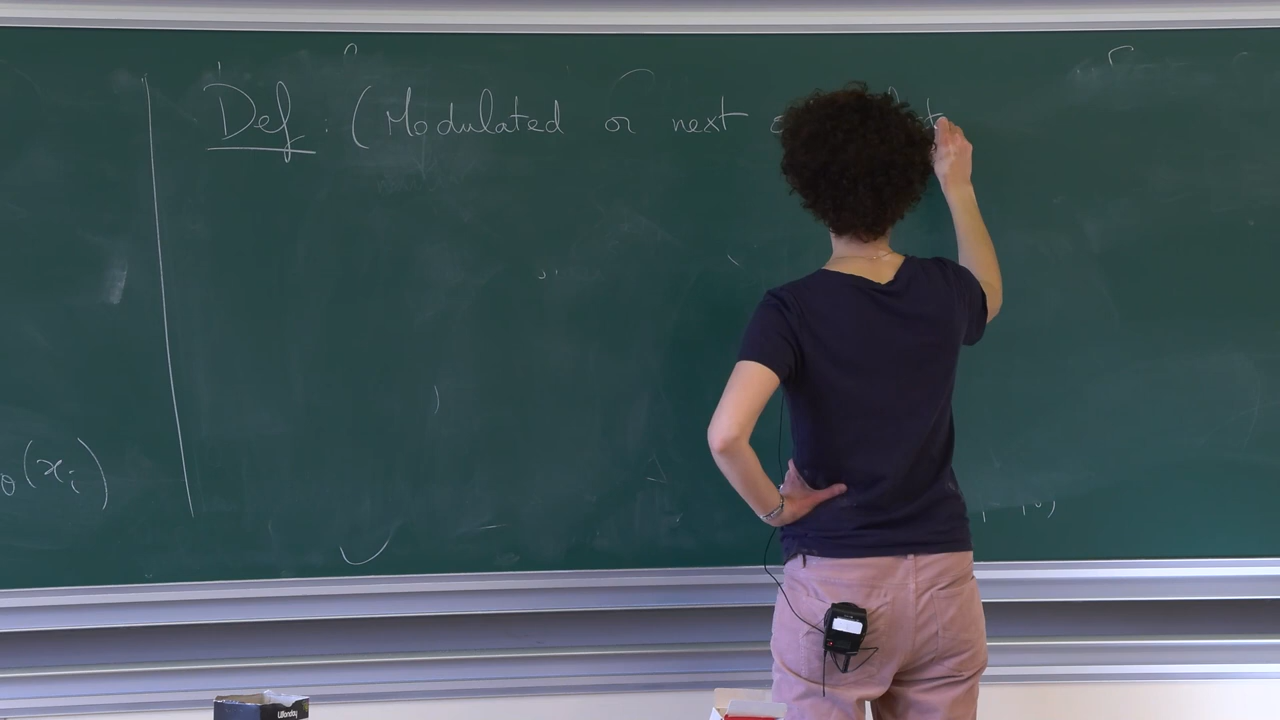 Def : (Modulated or next
(x_i)